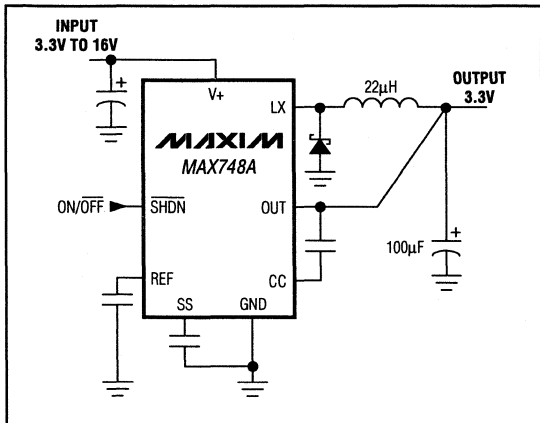 INPUT
3.3V TO 16V
+
V+
LX
22μH
OUTPUT
3.3V
MAXIM
MAX748A
ON/OFF
SHDN
OUT
100μF
+
REF
CC
SS
GND